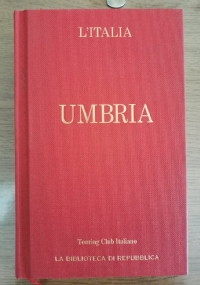 L'ITALIA
UMBRIA
Touring Club Italiano
LA BIBLIOTECA DI REPUBBLICA